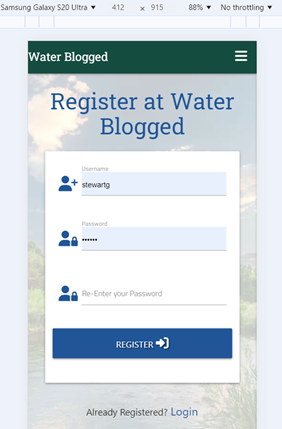 Samsung Galaxy S20 Ultra 412 × 915 88% No throttling
Water Blogged
Register at Water
Blogged
Username
stewartg
Password
••••••
Re-Enter your Password
REGISTER
Already Registered? Login